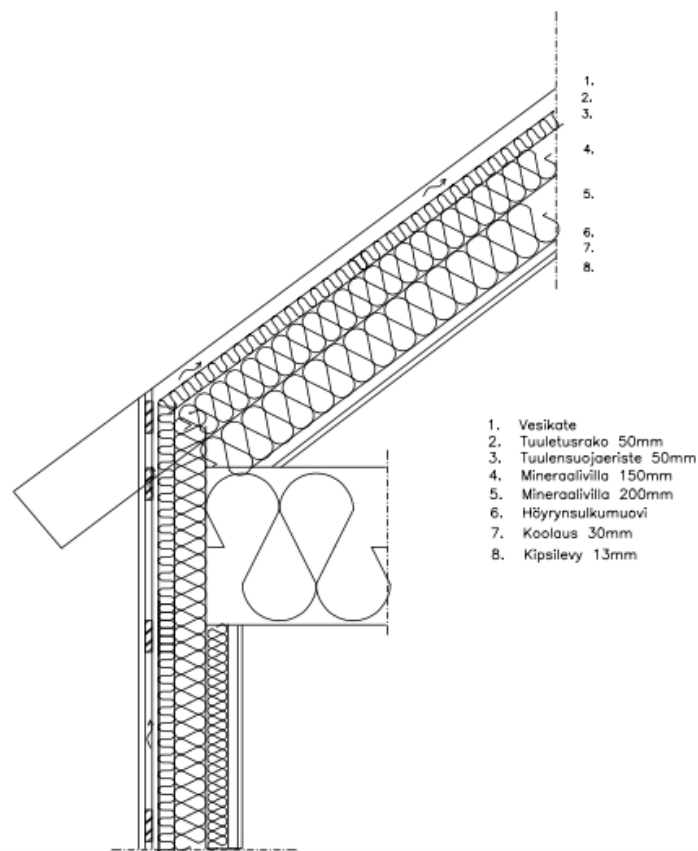 1.
2.
3.
4.
5.
6.
7.
8.
1. Vesikate
2. Tuuletusrako 50mm
3. Tuulensuojaeriste 50mm
4. Mineraalivilla 150mm
5. Mineraalivilla 200mm
6. Höyrynsulkumuovi
7. Koolaus 30mm
8. Kipsilevy 13mm